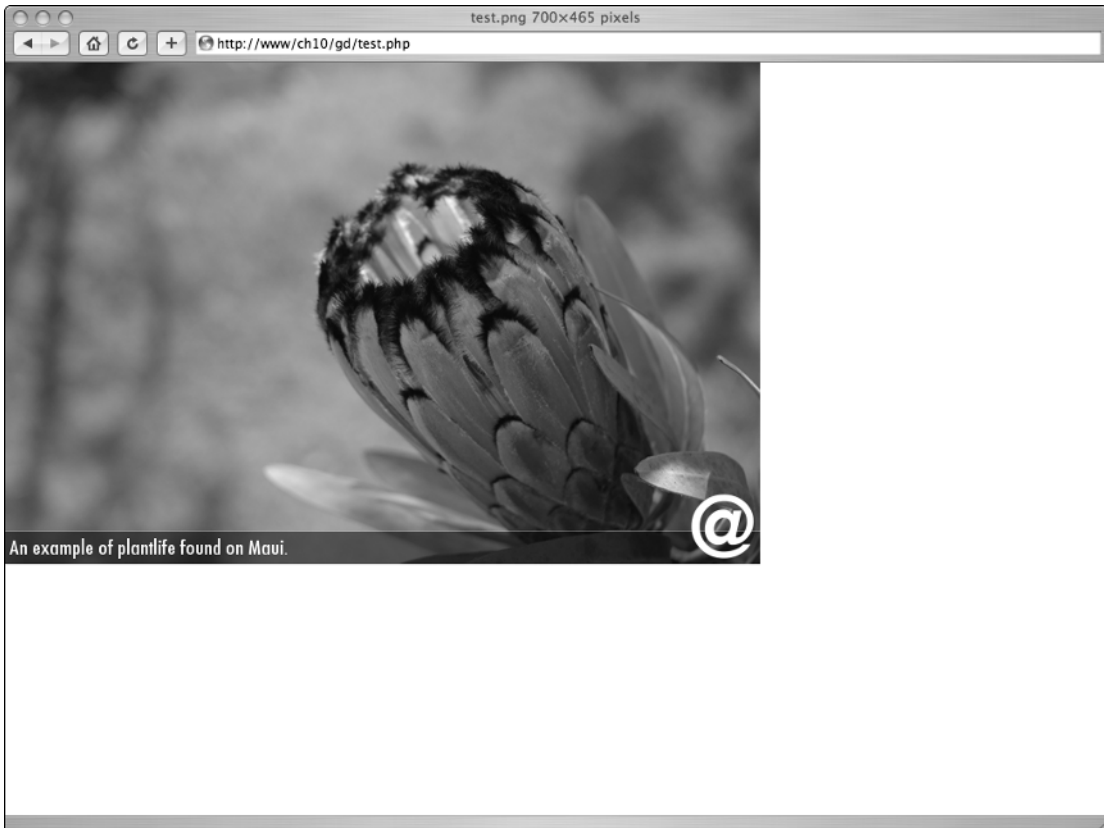 test.png 700×465 pixels
http://www/ch10/gd/test.php
An example of plantlife found on Maui.
@